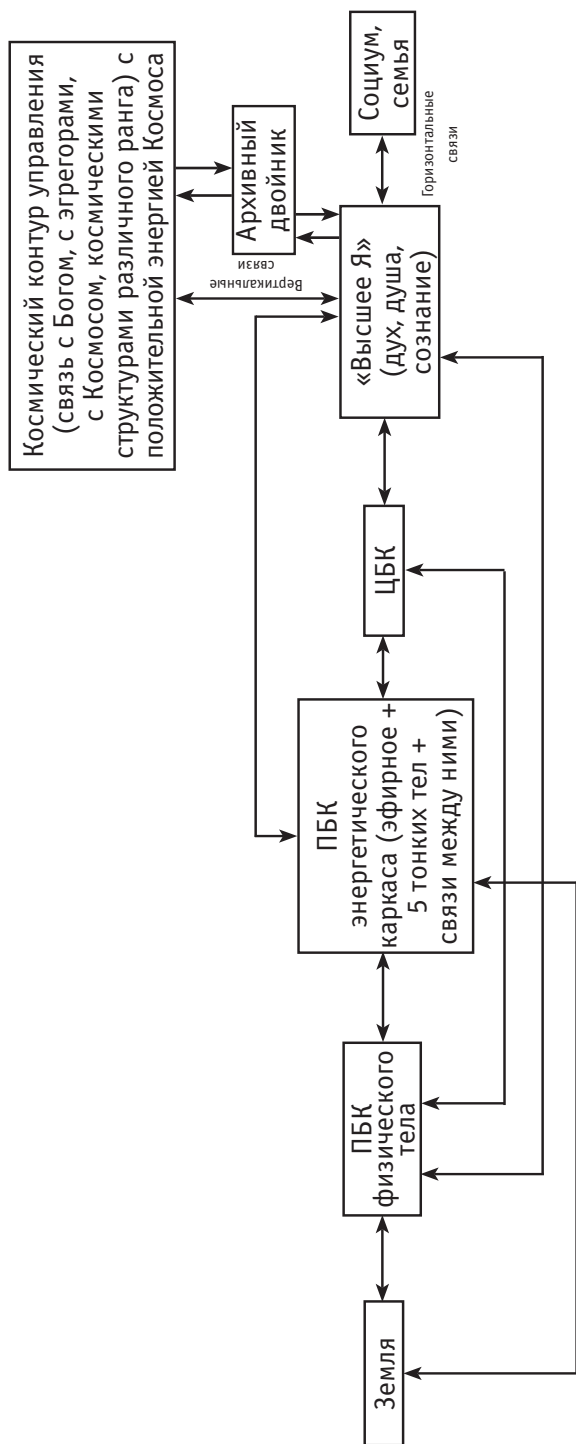 Космический контур управления
(связь с Богом, с эгрегорами,
с Космосом, космическими
структурами различного ранга) с
положительной энергией Космоса
Архивный
двойник
Вертикальные
связи
Социум,
семья
Горизонтальные
связи
«Высшее Я»
(дух, душа,
сознание)
ЦБК
ПБК
энергетического
каркаса (эфирное +
5 тонких тел +
связи между ними)
ПБК
физического
тела
Земля